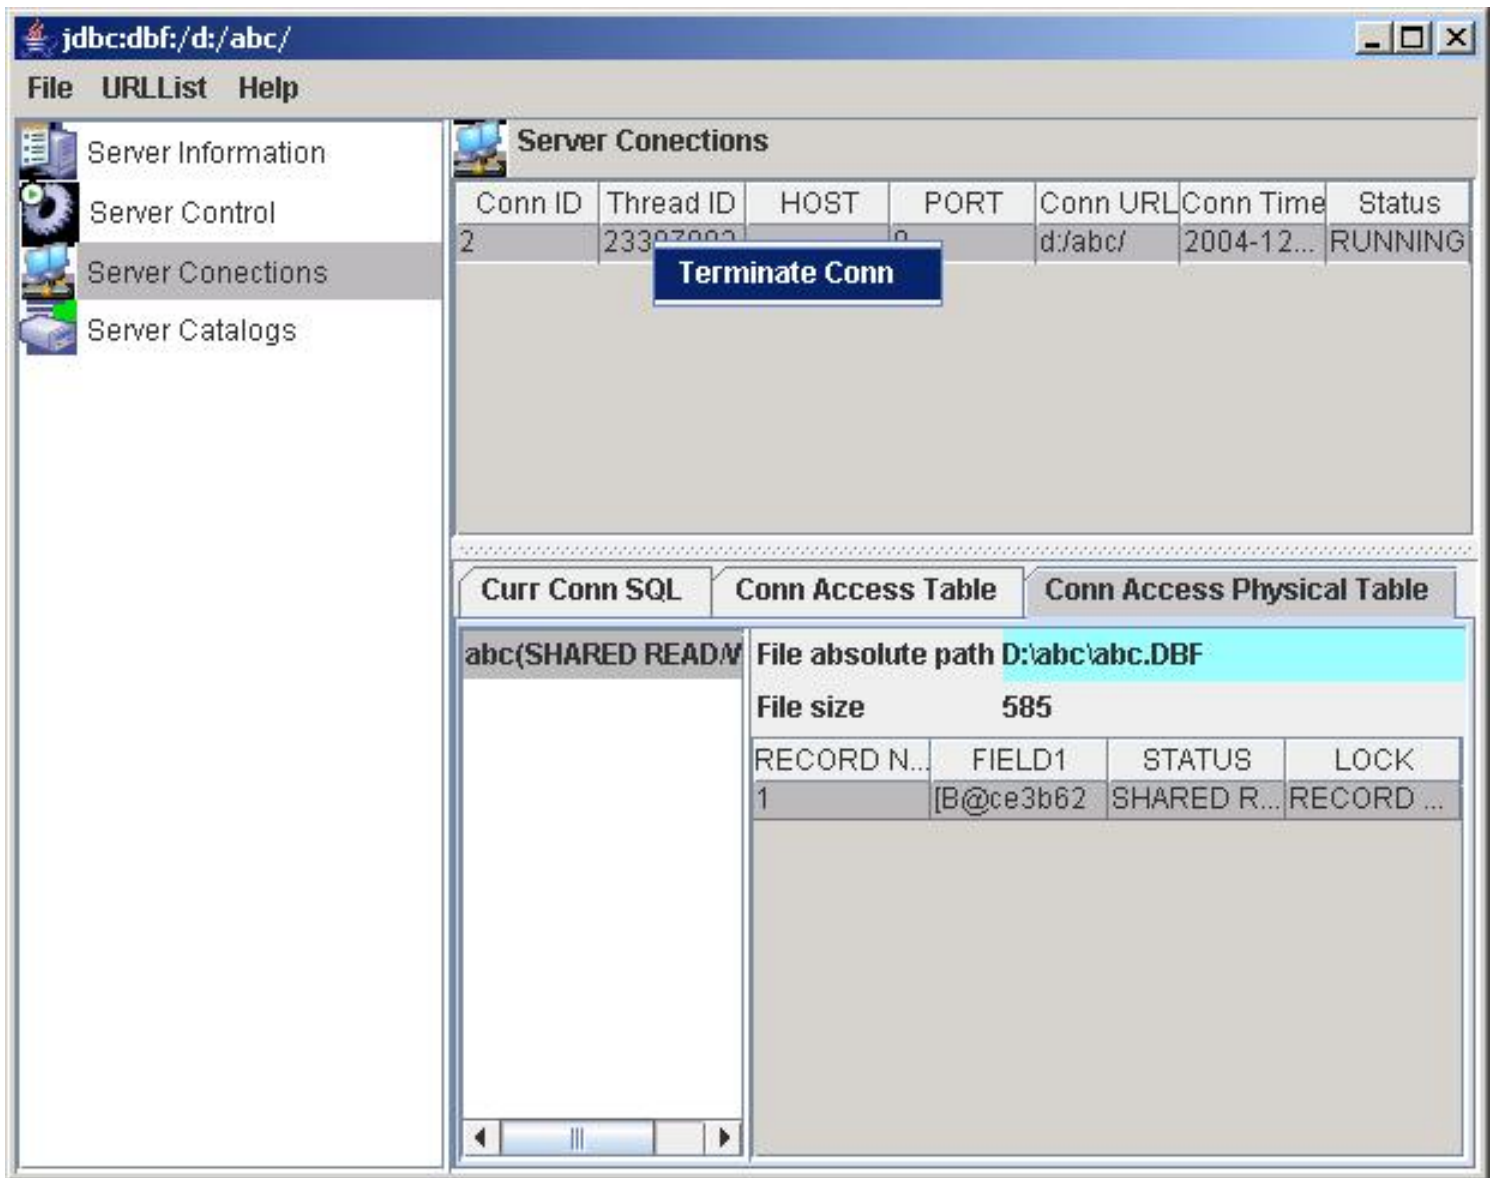 jdbc:dbf:/d:/abc/
File URLList Help
Server Information
Server Control
Server Conections
Server Catalogs
Server Conections
Conn ID Thread ID HOST PORT Conn URL Conn Time Status
2 d:/abc/ 2004-12... RUNNING
Terminate Conn
Curr Conn SQL Conn Access Table Conn Access Physical Table
abc(SHARED READ/W File absolute path D:\abc\abc.DBF
File size 585
RECORD N... FIELD1 STATUS LOCK
1 [B@ce3b62 SHARED R... RECORD ...